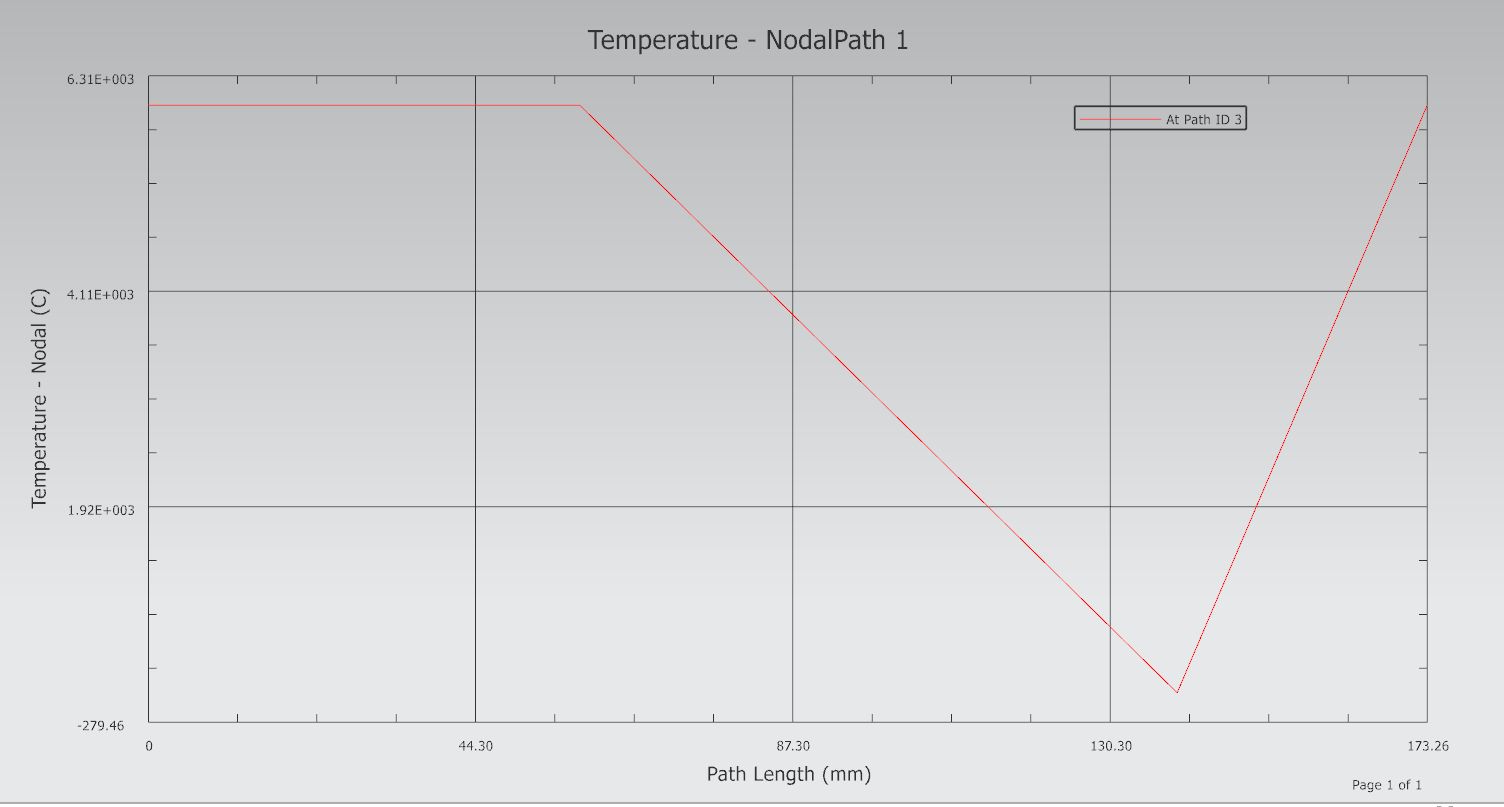 Temperature - NodalPath 1
6.31E+003
At Path ID 3
4.11E+003
Temperature - Nodal (C)
1.92E+003
-279.46
0 44.30 87.30 130.30 173.26
Path Length (mm)
Page 1 of 1